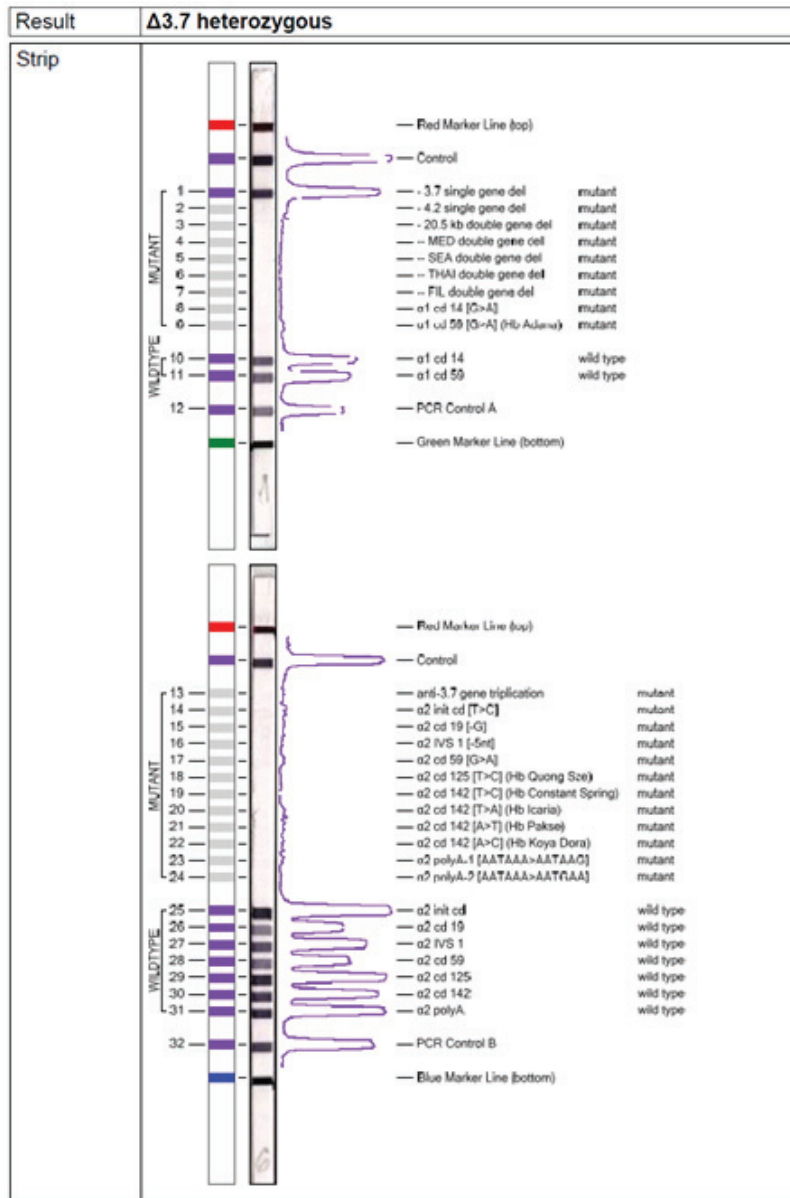 Result Δ3.7 heterozygous
Strip
Red Marker Line (top)
Control
1 - 3.7 single gene del mutant
2 - 4.2 single gene del mutant
3 - 20.5 kb double gene del mutant
4 -- MED double gene del mutant
5 -- SEA double gene del mutant
6 -- THAI double gene del mutant
7 -- FIL double gene del mutant
8 α1 cd 14 [G>A] mutant
9 α1 cd 59 [G>A] (Hb Adana) mutant
MUTANT
10 α1 cd 14 wild type
11 α1 cd 59 wild type
WILDTYPE
12 PCR Control A
Green Marker Line (bottom)
Red Marker Line (top)
Control
13 anti-3.7 gene triplication mutant
14 α2 init cd [T>C] mutant
15 α2 cd 19 [-G] mutant
16 α2 IVS 1 [-5nt] mutant
17 α2 cd 59 [G>A] mutant
18 α2 cd 125 [T>C] (Hb Quong Sze) mutant
19 α2 cd 142 [T>C] (Hb Constant Spring) mutant
20 α2 cd 142 [T>A] (Hb Icaria) mutant
21 α2 cd 142 [A>T] (Hb Pakse) mutant
22 α2 cd 142 [A>C] (Hb Koya Dora) mutant
23 α2 polyA-1 [AATAAA>AATAAG] mutant
24 α2 polyA-2 [AATAAA>AATGAA] mutant
MUTANT
25 α2 init cd wild type
26 α2 cd 19 wild type
27 α2 IVS 1 wild type
28 α2 cd 59 wild type
29 α2 cd 125 wild type
30 α2 cd 142 wild type
31 α2 polyA wild type
WILDTYPE
32 PCR Control B
Blue Marker Line (bottom)
6